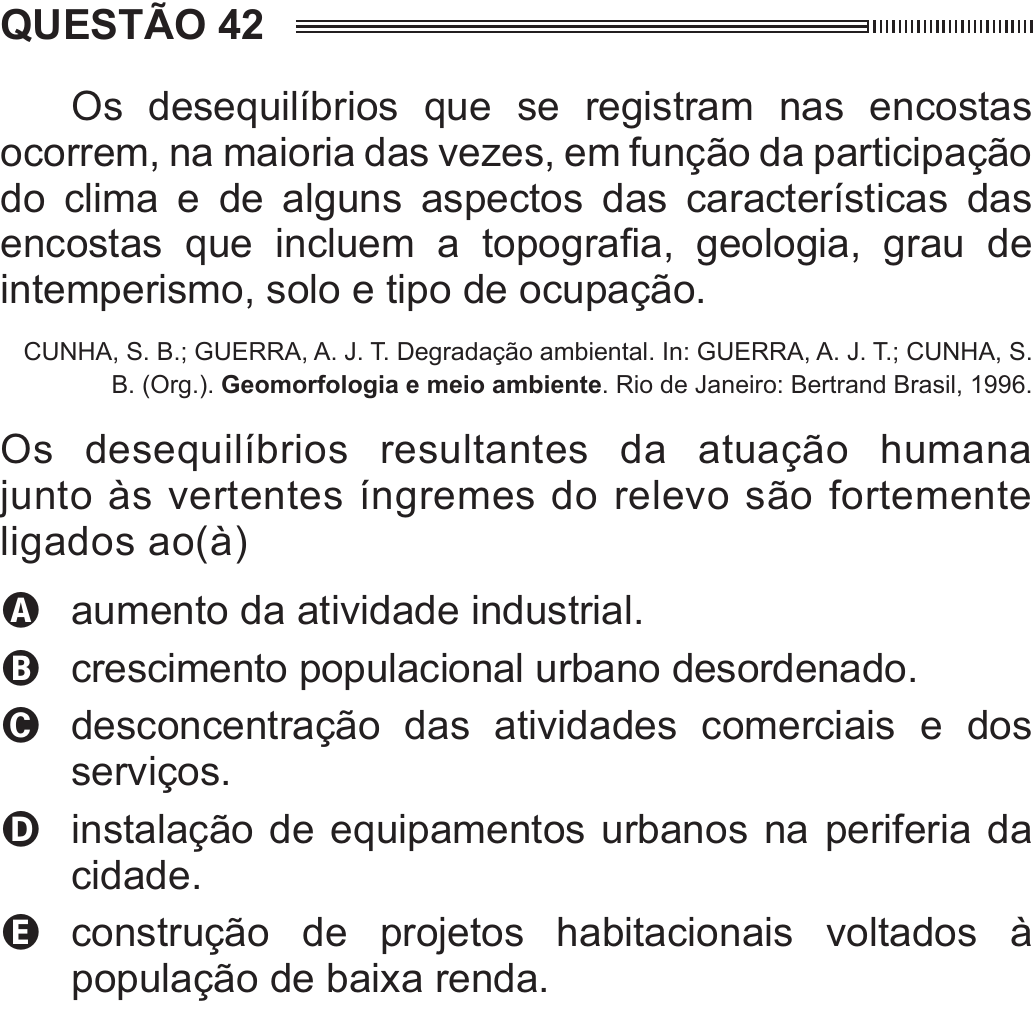 QUESTÃO 42
Os desequilíbrios que se registram nas encostas
ocorrem, na maioria das vezes, em função da participação
do clima e de alguns aspectos das características das
encostas que incluem a topografia, geologia, grau de
intemperismo, solo e tipo de ocupação.
CUNHA, S. B.; GUERRA, A. J. T. Degradação ambiental. In: GUERRA, A. J. T.; CUNHA, S.
B. (Org.). Geomorfologia e meio ambiente. Rio de Janeiro: Bertrand Brasil, 1996.
Os desequilíbrios resultantes da atuação humana
junto às vertentes íngremes do relevo são fortemente
ligados ao(à)
A aumento da atividade industrial.
B crescimento populacional urbano desordenado.
C desconcentração das atividades comerciais e dos
serviços.
D instalação de equipamentos urbanos na periferia da
cidade.
E construção de projetos habitacionais voltados à
população de baixa renda.